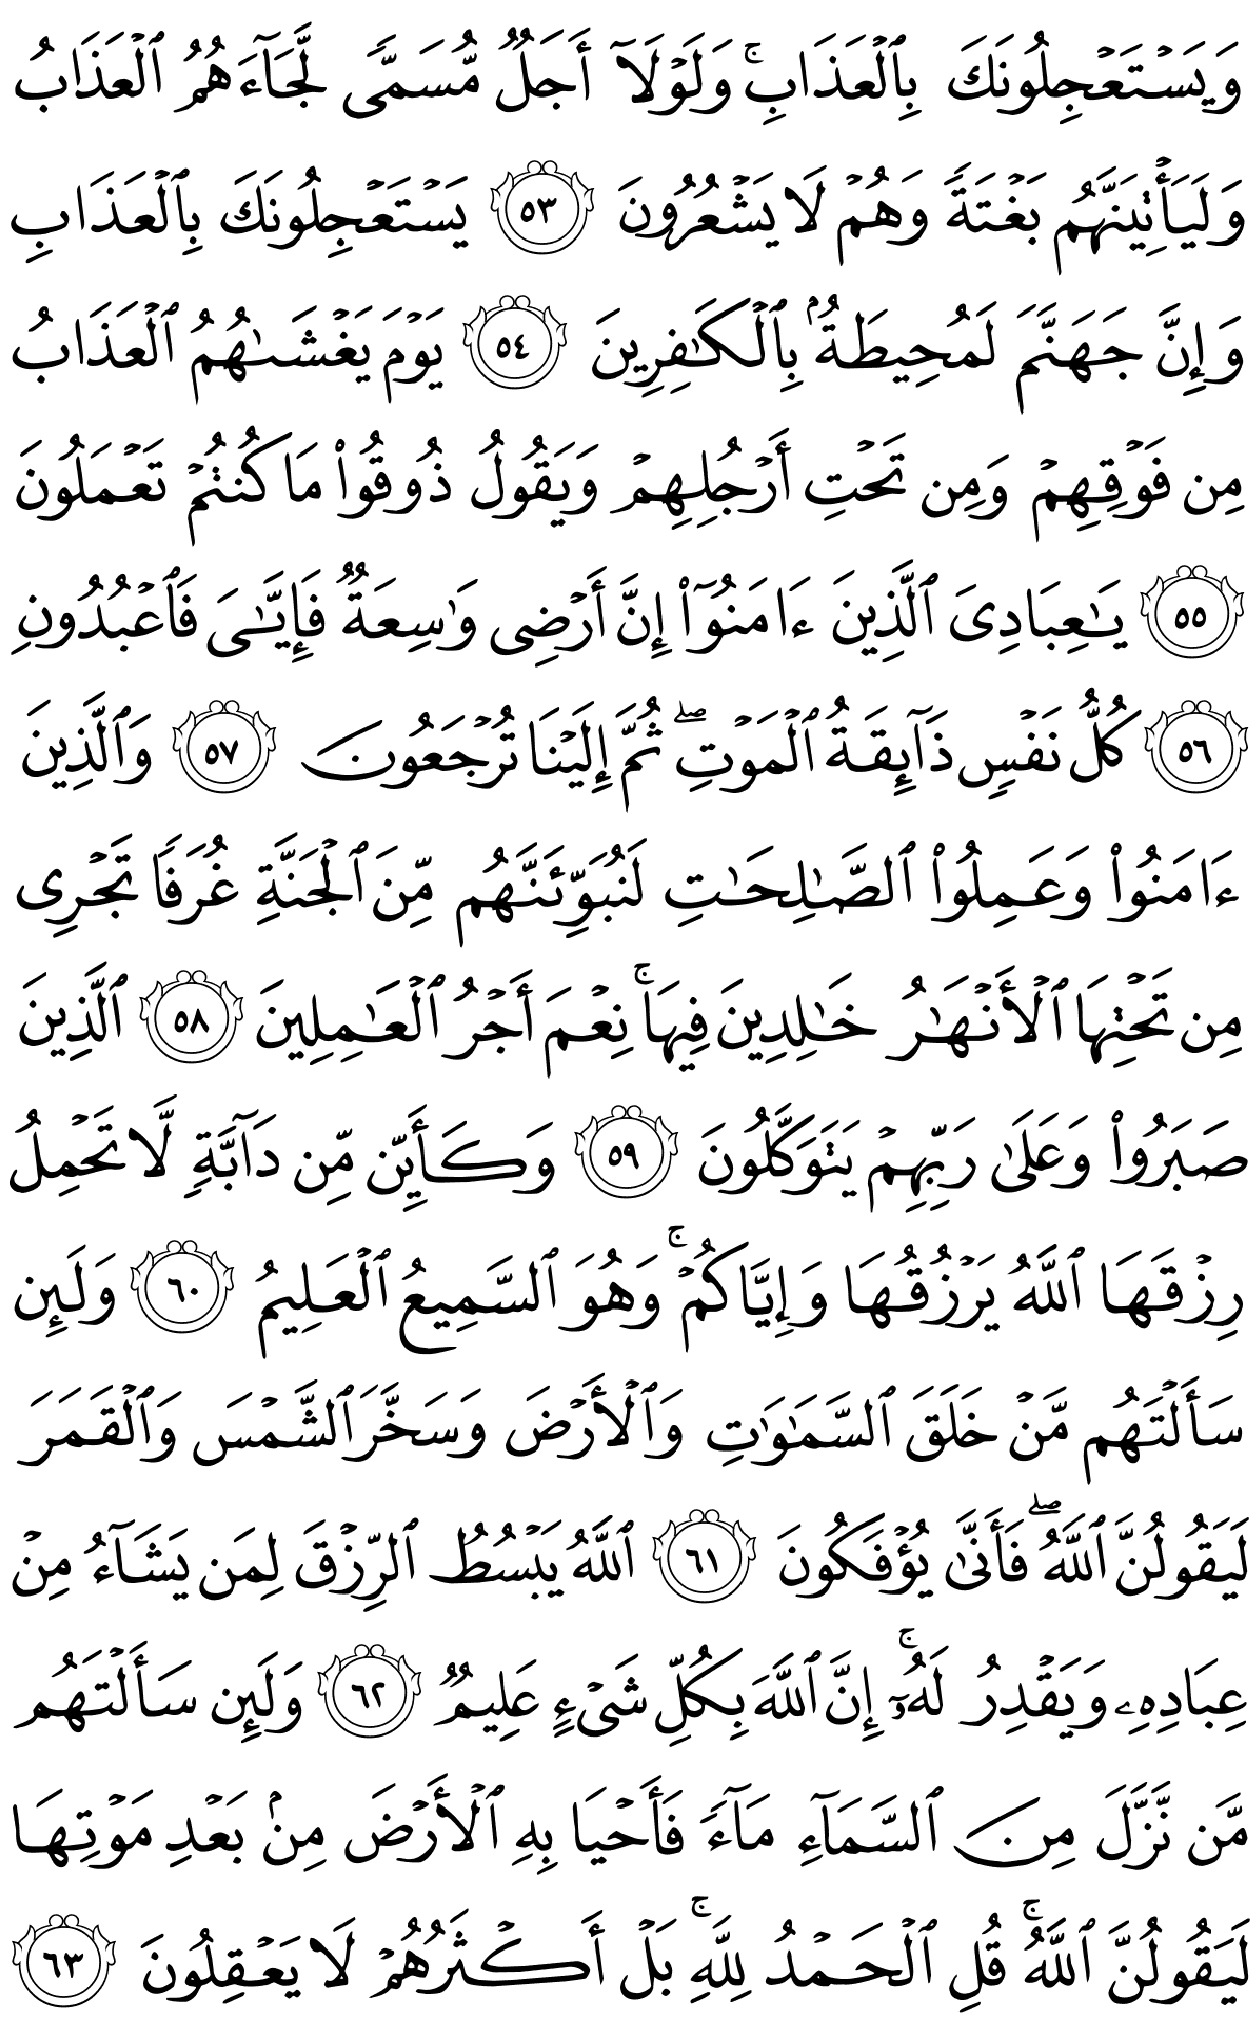 وَيَسۡتَعۡجِلُونَكَ بِٱلۡعَذَابِۚ وَلَوۡلَآ أَجَلٞ مُّسَمّٗى لَّجَآءَهُمُ ٱلۡعَذَابُ
وَلَيَأۡتِيَنَّهُم بَغۡتَةٗ وَهُمۡ لَا يَشۡعُرُونَ ٥٣ يَسۡتَعۡجِلُونَكَ بِٱلۡعَذَابِ
وَإِنَّ جَهَنَّمَ لَمُحِيطَةُۢ بِٱلۡكَٰفِرِينَ ٥٤ يَوۡمَ يَغۡشَىٰهُمُ ٱلۡعَذَابُ
مِن فَوۡقِهِمۡ وَمِن تَحۡتِ أَرۡجُلِهِمۡ وَيَقُولُ ذُوقُواْ مَا كُنتُمۡ تَعۡمَلُونَ
٥٥ يَٰعِبَادِيَ ٱلَّذِينَ ءَامَنُوٓاْ إِنَّ أَرۡضِي وَٰسِعَةٞ فَإِيَّٰيَ فَٱعۡبُدُونِ
٥٦ كُلُّ نَفۡسٖ ذَآئِقَةُ ٱلۡمَوۡتِۖ ثُمَّ إِلَيۡنَا تُرۡجَعُونَ ٥٧ وَٱلَّذِينَ
ءَامَنُواْ وَعَمِلُواْ ٱلصَّٰلِحَٰتِ لَنُبَوِّئَنَّهُم مِّنَ ٱلۡجَنَّةِ غُرَفٗا تَجۡرِي
مِن تَحۡتِهَا ٱلۡأَنۡهَٰرُ خَٰلِدِينَ فِيهَاۚ نِعۡمَ أَجۡرُ ٱلۡعَٰمِلِينَ ٥٨ ٱلَّذِينَ
صَبَرُواْ وَعَلَىٰ رَبِّهِمۡ يَتَوَكَّلُونَ ٥٩ وَكَأَيِّن مِّن دَآبَّةٖ لَّا تَحۡمِلُ
رِزۡقَهَا ٱللَّهُ يَرۡزُقُهَا وَإِيَّاكُمۡۚ وَهُوَ ٱلسَّمِيعُ ٱلۡعَلِيمُ ٦٠ وَلَئِن
سَأَلۡتَهُم مَّنۡ خَلَقَ ٱلسَّمَٰوَٰتِ وَٱلۡأَرۡضَ وَسَخَّرَ ٱلشَّمۡسَ وَٱلۡقَمَرَ
لَيَقُولُنَّ ٱللَّهُۖ فَأَنَّىٰ يُؤۡفَكُونَ ٦١ ٱللَّهُ يَبۡسُطُ ٱلرِّزۡقَ لِمَن يَشَآءُ مِنۡ
عِبَادِهِۦ وَيَقۡدِرُ لَهُۥٓۚ إِنَّ ٱللَّهَ بِكُلِّ شَيۡءٍ عَلِيمٞ ٦٢ وَلَئِن سَأَلۡتَهُم
مَّن نَّزَّلَ مِنَ ٱلسَّمَآءِ مَآءٗ فَأَحۡيَا بِهِ ٱلۡأَرۡضَ مِنۢ بَعۡدِ مَوۡتِهَا
لَيَقُولُنَّ ٱللَّهُۚ قُلِ ٱلۡحَمۡدُ لِلَّهِۚ بَلۡ أَكۡثَرُهُمۡ لَا يَعۡقِلُونَ ٦٣